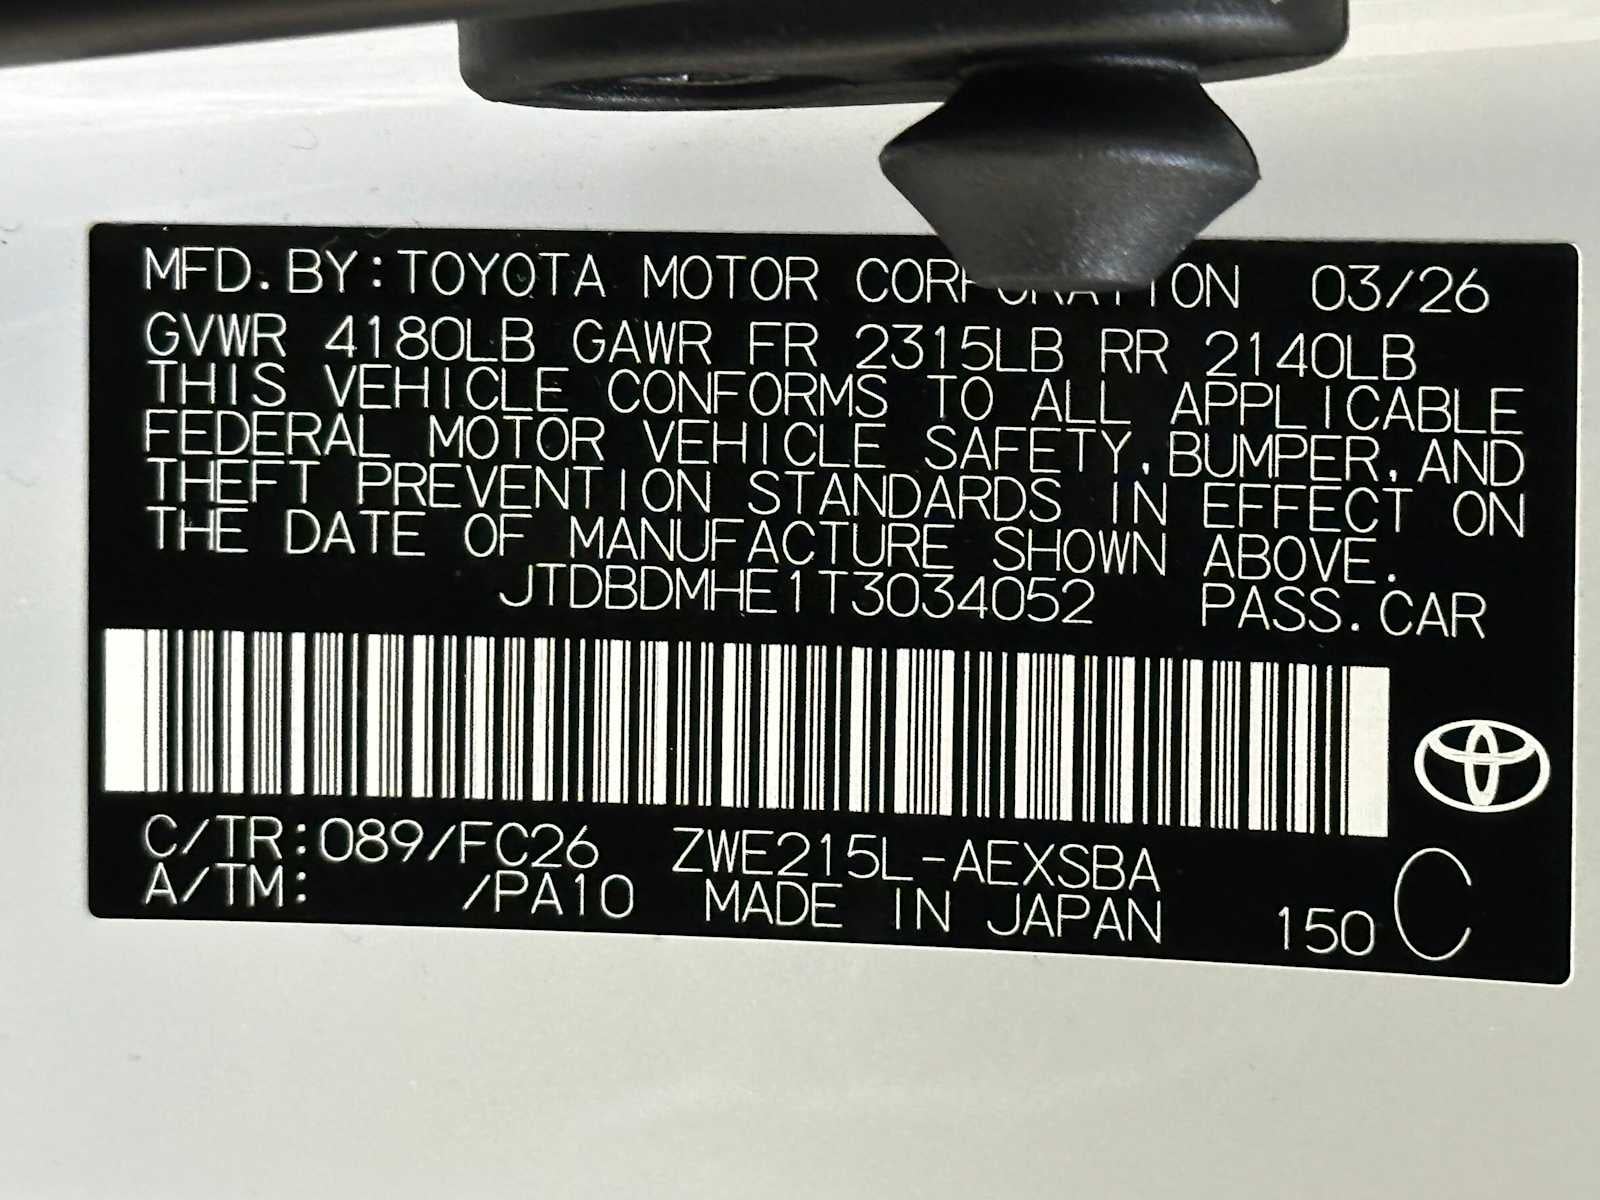 MFD. BY: TOYOTA MOTOR CORPORATION 03/26
GVWR 4180LB GAWR FR 2315LB RR 2140LB
THIS VEHICLE CONFORMS TO ALL APPLICABLE
FEDERAL MOTOR VEHICLE SAFETY, BUMPER, AND
THEFT PREVENTION STANDARDS IN EFFECT ON
THE DATE OF MANUFACTURE SHOWN ABOVE.
JTDBDMHE1T3034052 PASS. CAR
C/TR: 089/FC26 ZWE215L-AEXSBA
A/TM: /PA10 MADE IN JAPAN 150 C